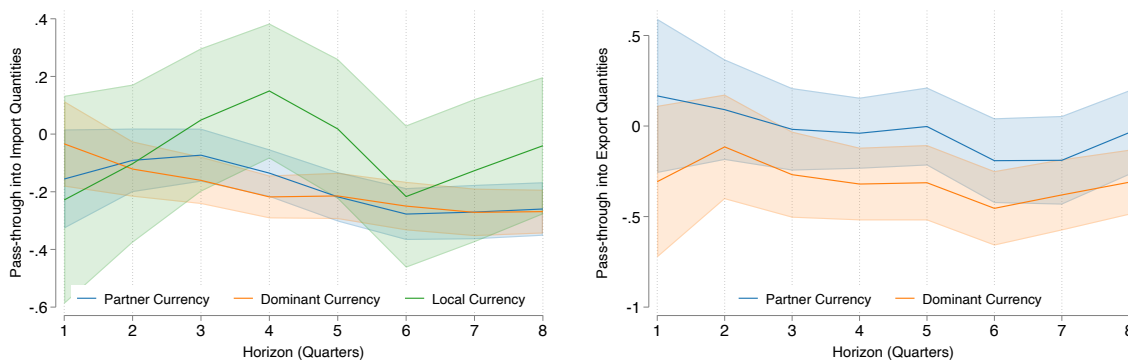 Pass-through into Import Quantities
.4
.2
0
-.2
-.4
-.6
Partner Currency Dominant Currency Local Currency
1 2 3 4 5 6 7 8
Horizon (Quarters)
Pass-through into Export Quantities
.5
0
-.5
-1
Partner Currency Dominant Currency
1 2 3 4 5 6 7 8
Horizon (Quarters)